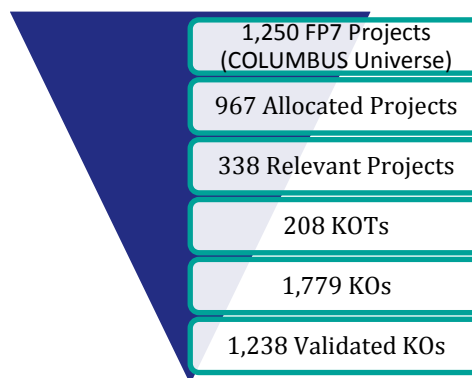 1,250 FP7 Projects
(COLUMBUS Universe)
967 Allocated Projects
338 Relevant Projects
208 KOTs
1,779 KOs
1,238 Validated KOs